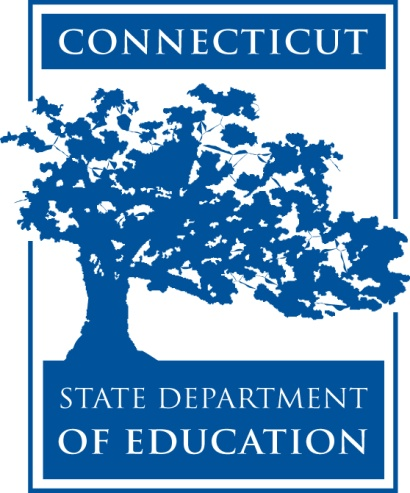 CONNECTICUT
STATE DEPARTMENT
OF EDUCATION